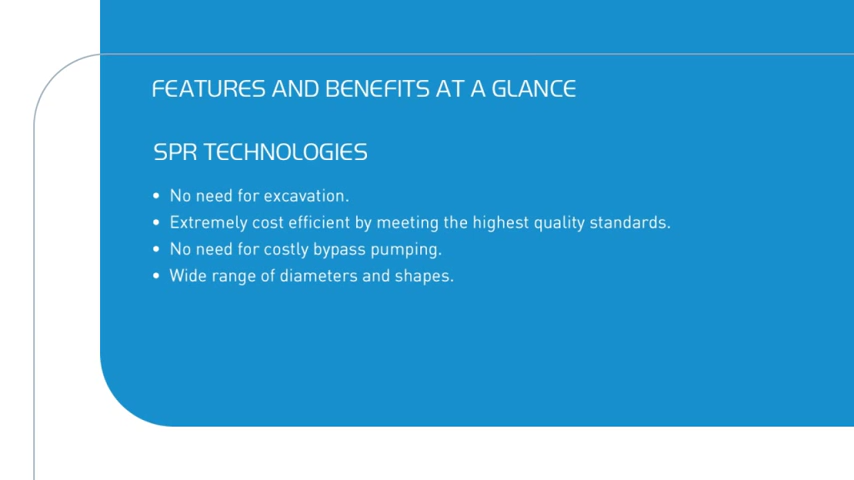 FEATURES AND BENEFITS AT A GLANCE
SPR TECHNOLOGIES
• No need for excavation.
• Extremely cost efficient by meeting the highest quality standards.
• No need for costly bypass pumping.
• Wide range of diameters and shapes.